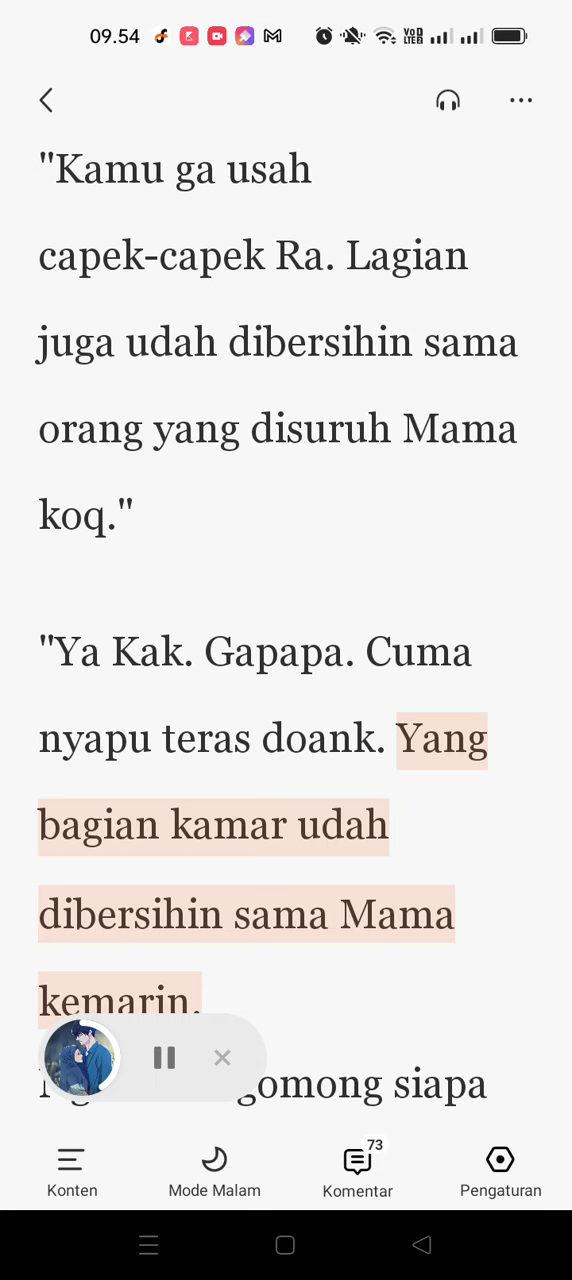 09.54
VoD
LTE2
"Kamu ga usah
capek-capek Ra. Lagian
juga udah dibersihin sama
orang yang disuruh Mama
koq."
"Ya Kak. Gapapa. Cuma
nyapu teras doank. Yang
bagian kamar udah
dibersihin sama Mama
kemarin.
gomong siapa
73
Konten
Mode Malam
Komentar
Pengaturan